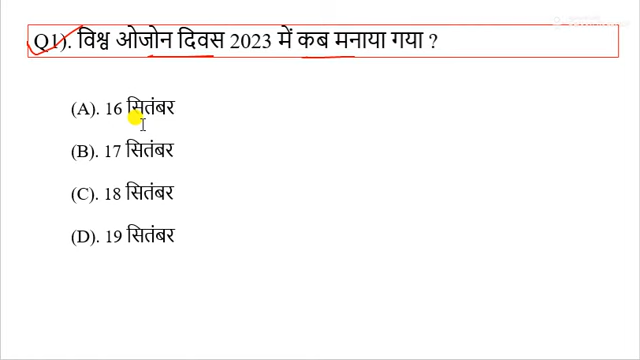 Q1). विश्व ओजोन दिवस 2023 में कब मनाया गया ?
(A). 16 सितंबर
(B). 17 सितंबर
(C). 18 सितंबर
(D). 19 सितंबर